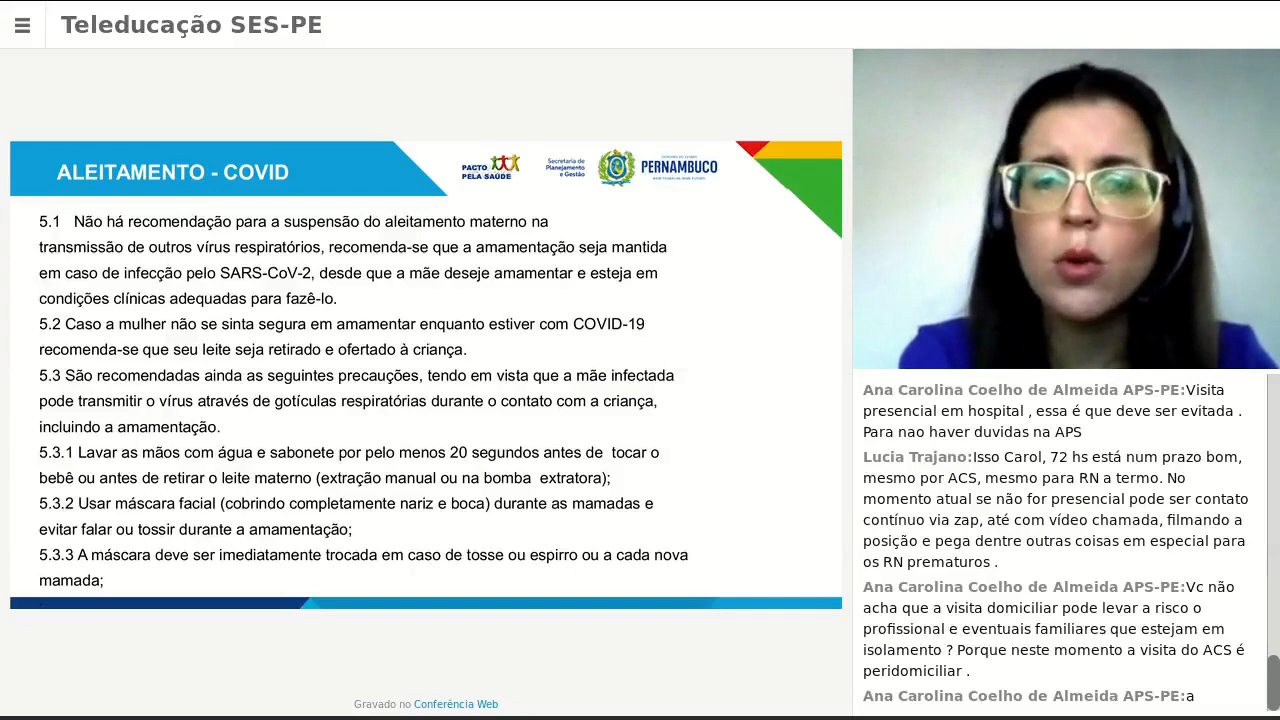 Teleducação SES-PE
ALEITAMENTO - COVID
PACTO
PELA SAÚDE
Secretaria de
Planejamento
e Gestão
PERNAMBUCO
5.1 Não há recomendação para a suspensão do aleitamento materno na
transmissão de outros vírus respiratórios, recomenda-se que a amamentação seja mantida
em caso de infecção pelo SARS-CoV-2, desde que a mãe deseje amamentar e esteja em
condições clínicas adequadas para fazê-lo.
5.2 Caso a mulher não se sinta segura em amamentar enquanto estiver com COVID-19
recomenda-se que seu leite seja retirado e ofertado à criança.
5.3 São recomendadas ainda as seguintes precauções, tendo em vista que a mãe infectada
pode transmitir o vírus através de gotículas respiratórias durante o contato com a criança,
incluindo a amamentação.
5.3.1 Lavar as mãos com água e sabonete por pelo menos 20 segundos antes de tocar o
bebê ou antes de retirar o leite materno (extração manual ou na bomba extratora);
5.3.2 Usar máscara facial (cobrindo completamente nariz e boca) durante as mamadas e
evitar falar ou tossir durante a amamentação;
5.3.3 A máscara deve ser imediatamente trocada em caso de tosse ou espirro ou a cada nova
mamada;
Gravado no Conferência Web
Ana Carolina Coelho de Almeida APS-PE:Visita
presencial em hospital , essa é que deve ser evitada .
Para nao haver duvidas na APS
Lucia Trajano:Isso Carol, 72 hs está num prazo bom,
mesmo por ACS, mesmo para RN a termo. No
momento atual se não for presencial pode ser contato
contínuo via zap, até com vídeo chamada, filmando a
posição e pega dentre outras coisas em especial para
os RN prematuros .
Ana Carolina Coelho de Almeida APS-PE:Vc não
acha que a visita domiciliar pode levar a risco o
profissional e eventuais familiares que estejam em
isolamento ? Porque neste momento a visita do ACS é
peridomiciliar .
Ana Carolina Coelho de Almeida APS-PE:a